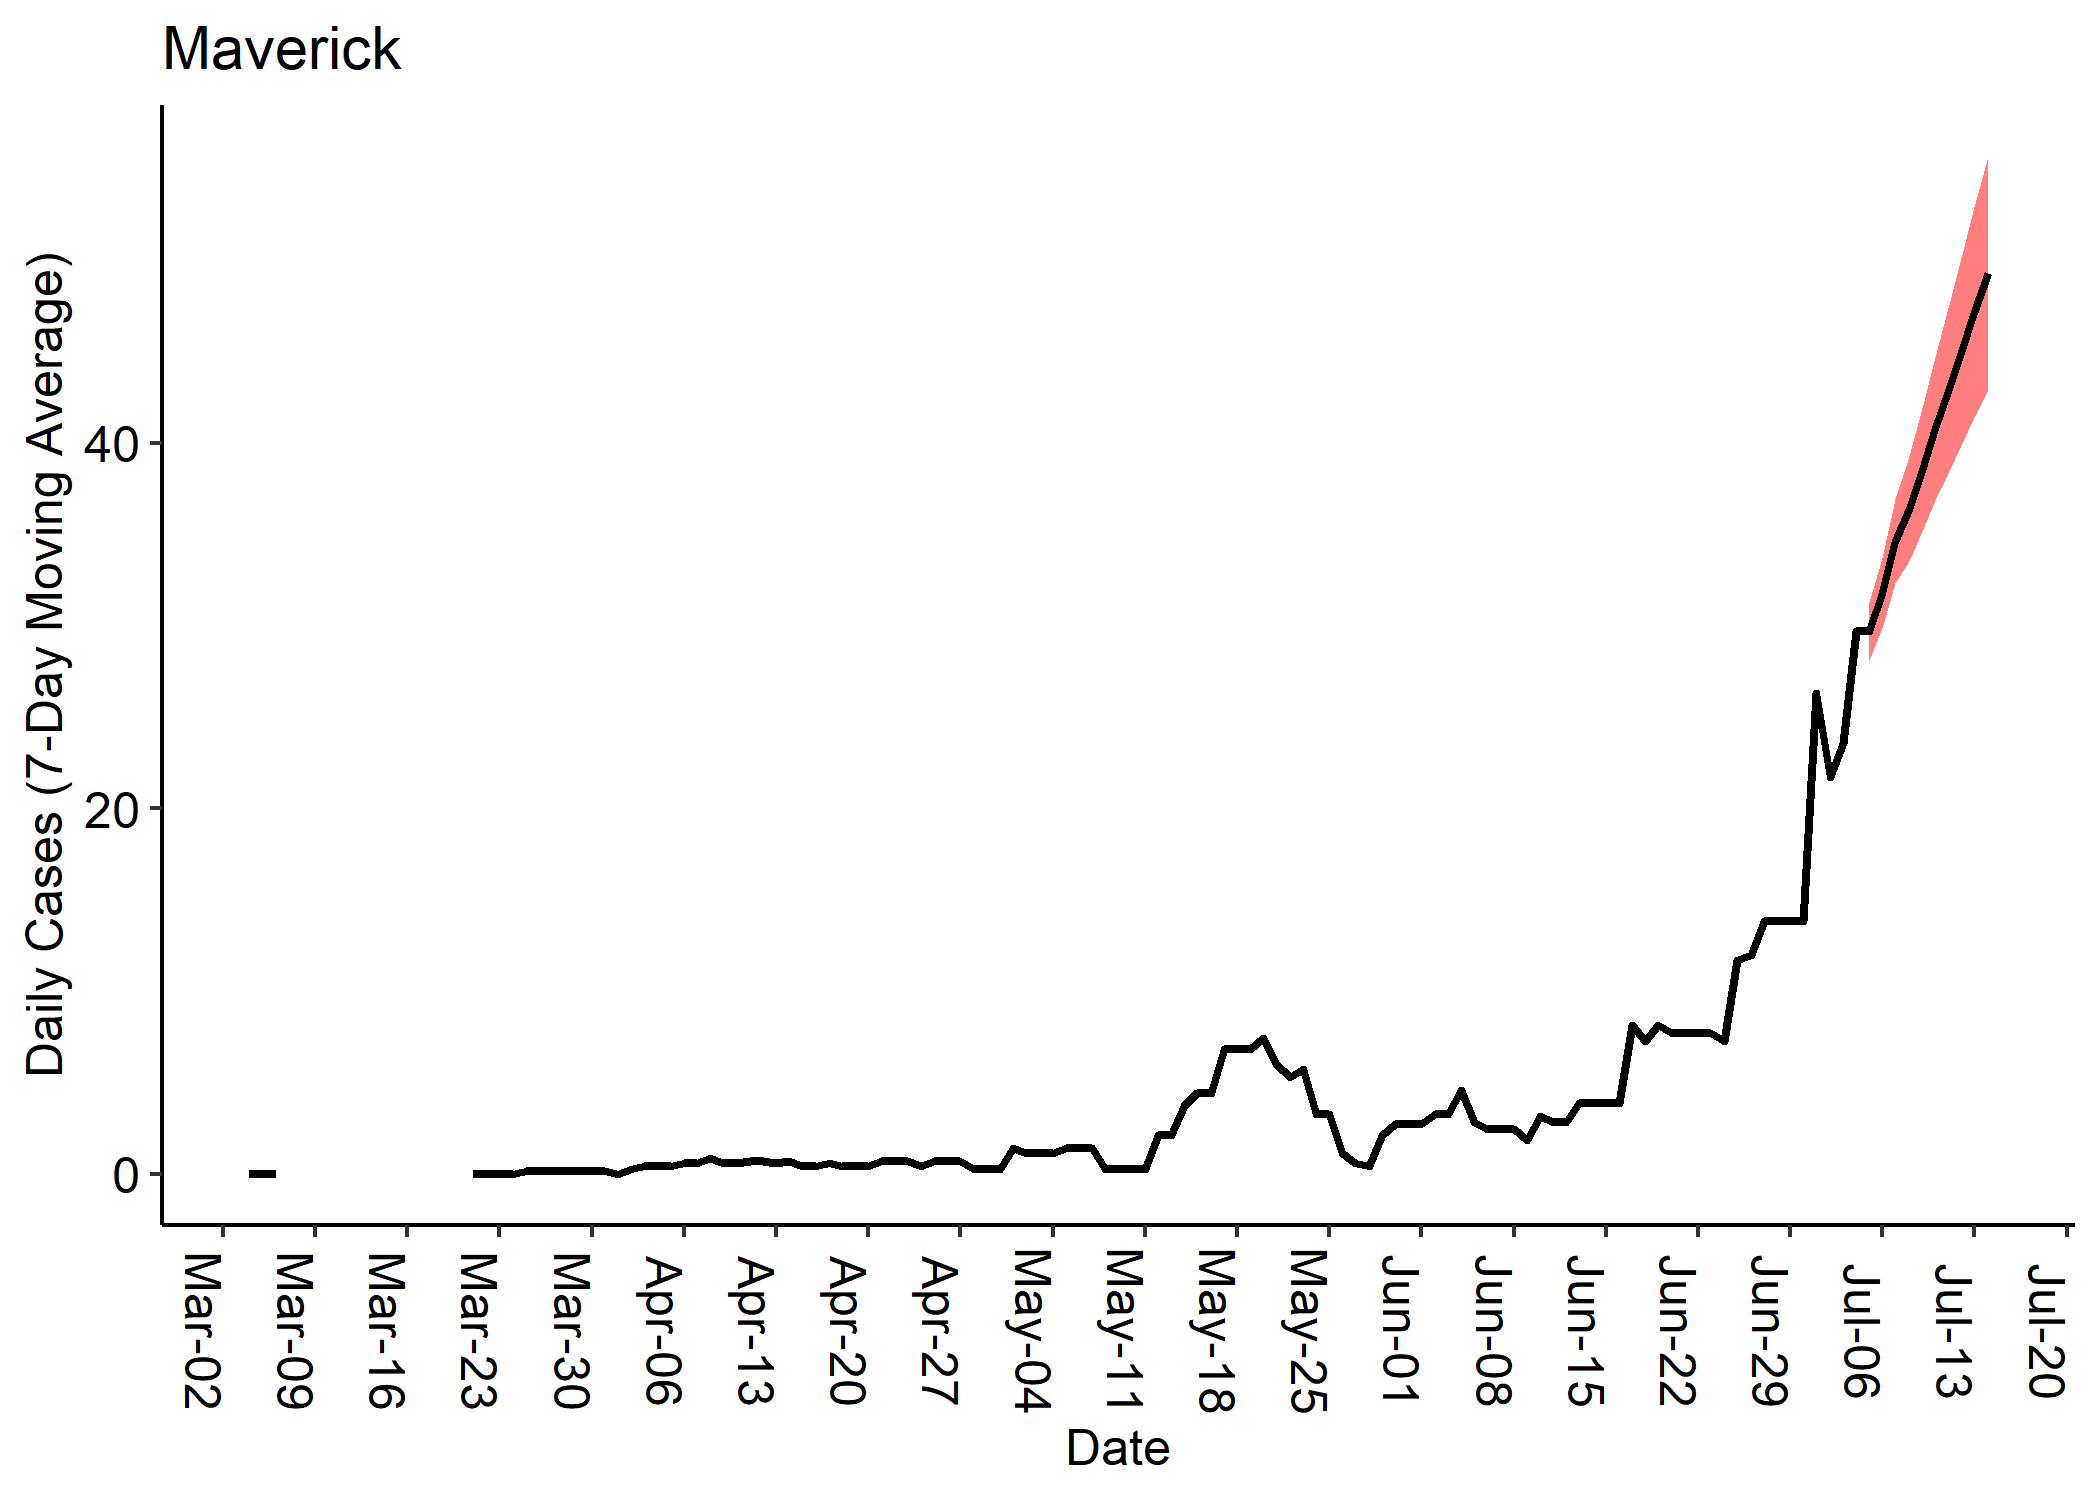 Maverick
Daily Cases (7-Day Moving Average)
40
20
0
Mar-02
Mar-09
Mar-16
Mar-23
Mar-30
Apr-06
Apr-13
Apr-20
Apr-27
May-04
May-11
May-18
May-25
Jun-01
Jun-08
Jun-15
Jun-22
Jun-29
Jul-06
Jul-13
Jul-20
Date